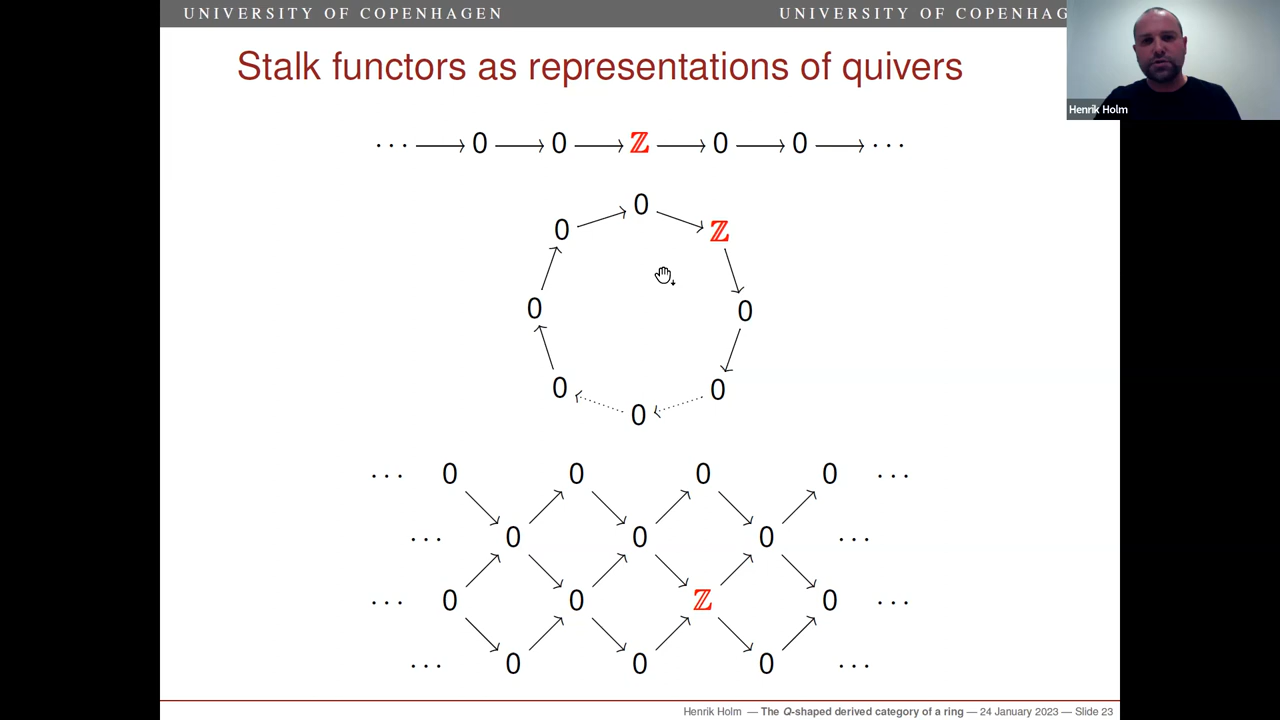 UNIVERSITY OF COPENHAGEN UNIVERSITY OF COPENHAG
Henrik Holm
Stalk functors as representations of quivers
··· 0 0 ℤ 0 0 ···
0
0 ℤ
0 0
0 0
0
··· 0 0 0 0 ···
··· 0 0 0 ···
··· 0 0 ℤ 0 ···
··· 0 0 0 ···
Henrik Holm — The Q-shaped derived category of a ring — 24 January 2023 — Slide 23